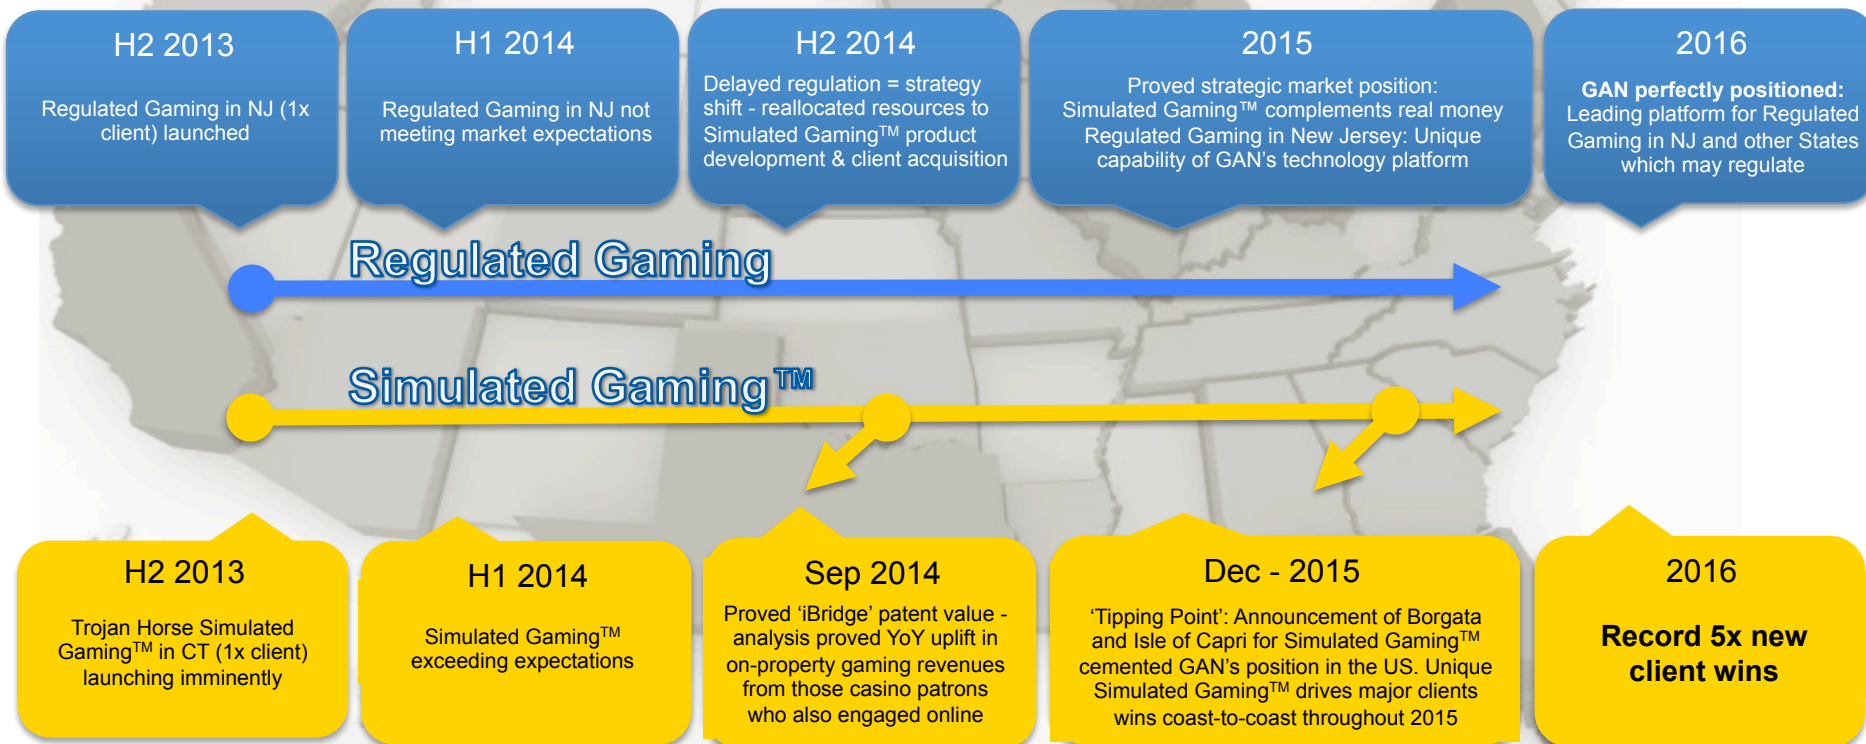 H2 2013
Regulated Gaming in NJ (1x
client) launched
H1 2014
Regulated Gaming in NJ not
meeting market expectations
H2 2014
Delayed regulation = strategy
shift - reallocated resources to
Simulated Gaming™ product
development & client acquisition
2015
Proved strategic market position:
Simulated Gaming™ complements real money
Regulated Gaming in New Jersey: Unique
capability of GAN’s technology platform
2016
GAN perfectly positioned:
Leading platform for Regulated
Gaming in NJ and other States
which may regulate
Regulated Gaming
Simulated Gaming™
H2 2013
Trojan Horse Simulated
Gaming™ in CT (1x client)
launching imminently
H1 2014
Simulated Gaming™
exceeding expectations
Sep 2014
Proved ‘iBridge’ patent value -
analysis proved YoY uplift in
on-property gaming revenues
from those casino patrons
who also engaged online
Dec - 2015
‘Tipping Point’: Announcement of Borgata
and Isle of Capri for Simulated Gaming™
cemented GAN’s position in the US. Unique
Simulated Gaming™ drives major clients
wins coast-to-coast throughout 2015
2016
Record 5x new
client wins